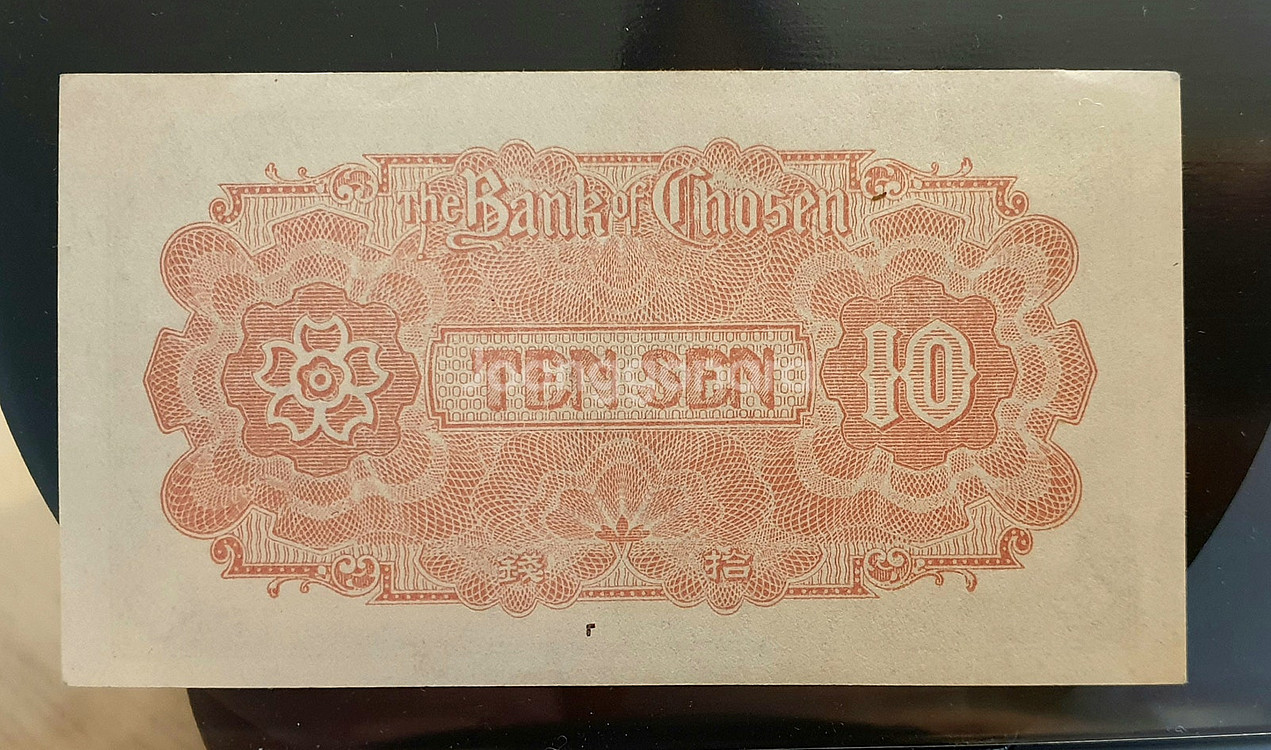 The Bank of Chosen
TEN SEN
10
錢 拾